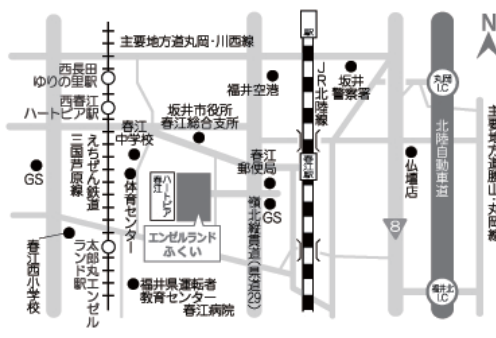 N
駅
主要地方道丸岡・川西線
西長田
ゆりの里駅
福井空港
JR北陸線
坂井
警察署
丸岡
I.C
西春江
ハートピア駅
坂井市役所
春江総合支所
春江
中学校
北陸自動車道
主要地方道勝山・丸岡線
えちぜん鉄道
三国芦原線
GS
体育センター
ハートピア
春江
春江
郵便局
春江駅
仏壇店
GS
嶺北縦貫道(県道29)
8
エンゼルランド
ふくい
春江西小学校
太郎丸エンゼル
ランド駅
福井県運転者
教育センター
春江病院
福井北
I.C